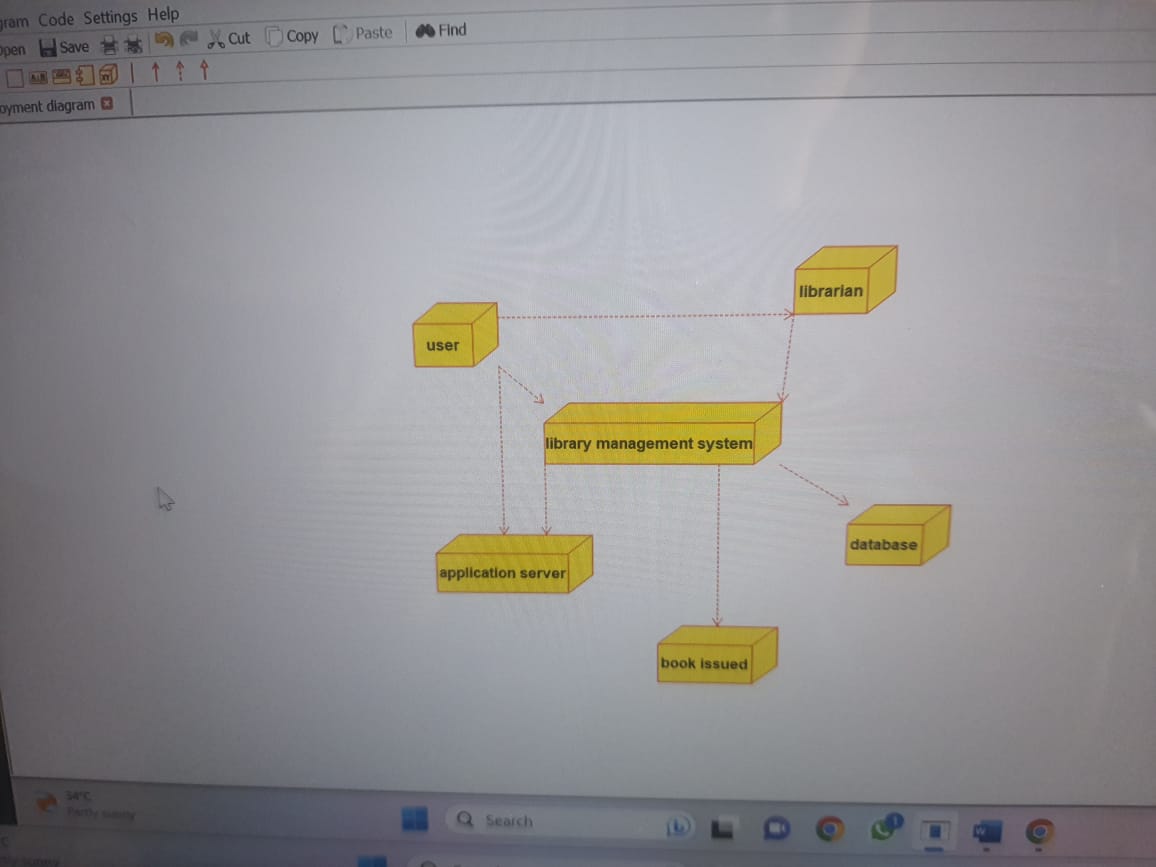 gram Code Settings Help
Open Save Cut Copy Paste Find
oyment diagram
librarian
user
library management system
database
application server
book issued
34°C
Partly sunny
Search